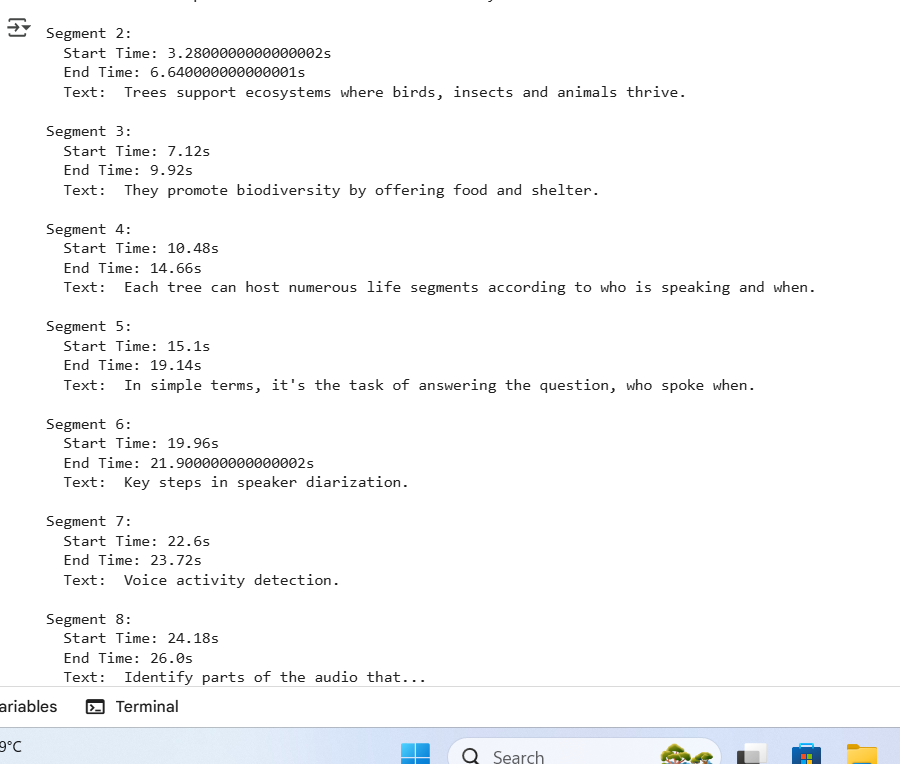 Segment 2:
Start Time: 3.2800000000000002s
End Time: 6.640000000000001s
Text:  Trees support ecosystems where birds, insects and animals thrive.
Segment 3:
Start Time: 7.12s
End Time: 9.92s
Text:  They promote biodiversity by offering food and shelter.
Segment 4:
Start Time: 10.48s
End Time: 14.66s
Text:  Each tree can host numerous life segments according to who is speaking and when.
Segment 5:
Start Time: 15.1s
End Time: 19.14s
Text:  In simple terms, it's the task of answering the question, who spoke when.
Segment 6:
Start Time: 19.96s
End Time: 21.900000000000002s
Text:  Key steps in speaker diarization.
Segment 7:
Start Time: 22.6s
End Time: 23.72s
Text:  Voice activity detection.
Segment 8:
Start Time: 24.18s
End Time: 26.0s
Text:  Identify parts of the audio that...
ariables Terminal
9°C Search